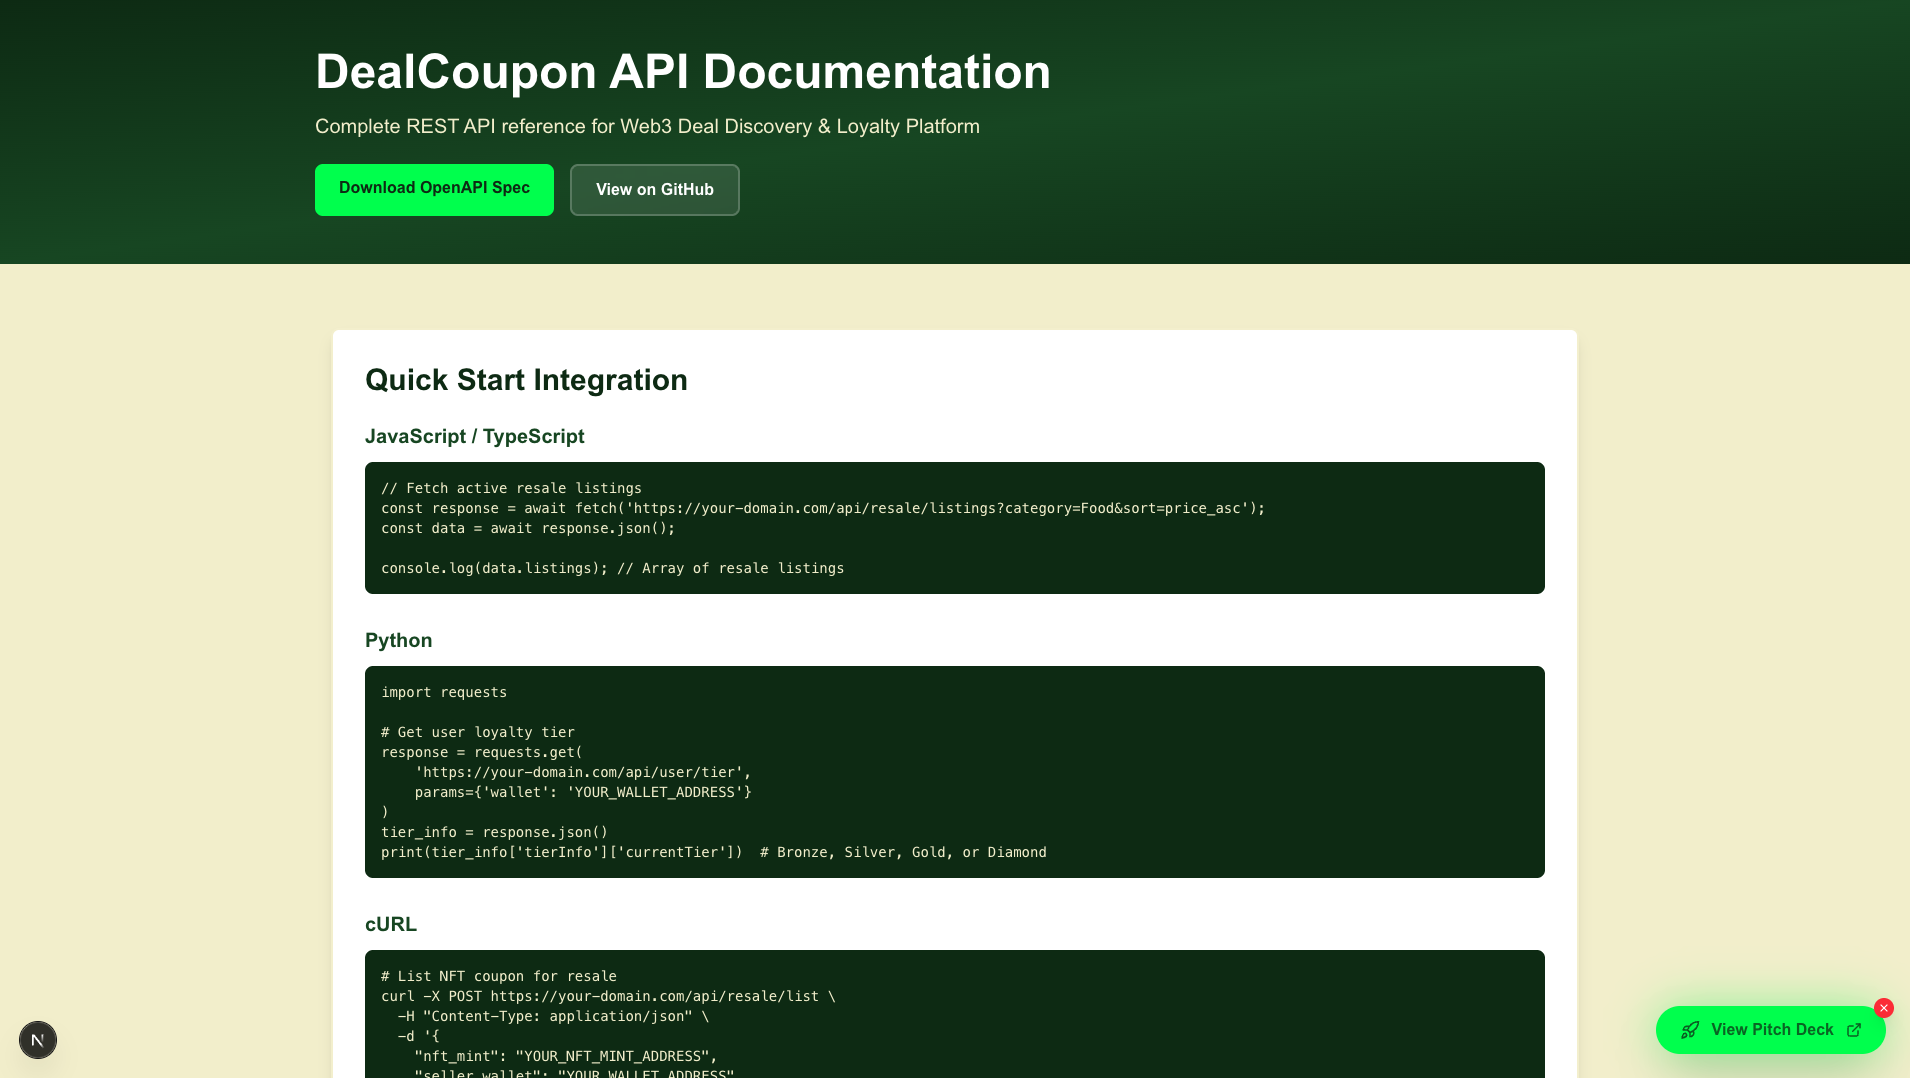 DealCoupon API Documentation
Complete REST API reference for Web3 Deal Discovery & Loyalty Platform
Download OpenAPI Spec
View on GitHub
Quick Start Integration
JavaScript / TypeScript
// Fetch active resale listings
const response = await fetch('https://your-domain.com/api/resale/listings?category=Food&sort=price_asc');
const data = await response.json();
console.log(data.listings); // Array of resale listings
Python
import requests
# Get user loyalty tier
response = requests.get(
'https://your-domain.com/api/user/tier',
params={'wallet': 'YOUR_WALLET_ADDRESS'}
)
tier_info = response.json()
print(tier_info['tierInfo']['currentTier'])  # Bronze, Silver, Gold, or Diamond
cURL
# List NFT coupon for resale
curl -X POST https://your-domain.com/api/resale/list \
-H "Content-Type: application/json" \
-d '{
"nft_mint": "YOUR_NFT_MINT_ADDRESS",
"seller_wallet": "YOUR_WALLET_ADDRESS",
N
View Pitch Deck